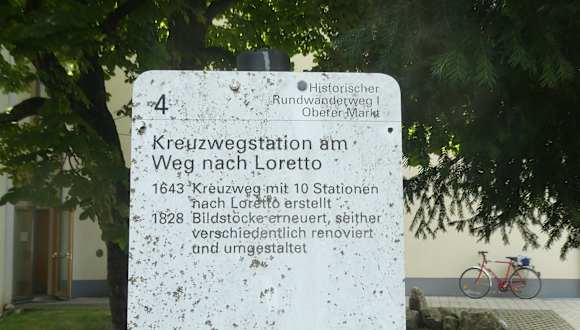 4
Historischer
Rundwanderweg I
Oberer Markt
Kreuzwegstation am
Weg nach Loretto
1643 Kreuzweg mit 10 Stationen
nach Loretto erstellt
1828 Bildstöcke erneuert, seither
verschiedentlich renoviert
und umgestaltet